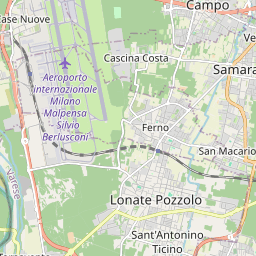 Campo
Case Nuove
Cascina Costa
Aeroporto
Internazionale
Milano
Malpensa
Silvio
Berlusconi
Ferno
San Macario
Varese
Lonate Pozzolo
Sant'Antonino
Ticino